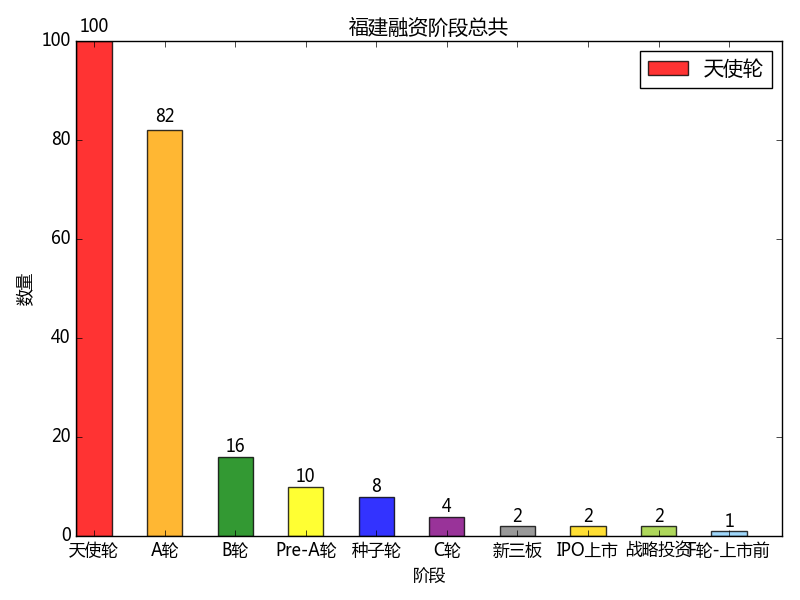 福建融资阶段总共
天使轮
数量
100
80
60
40
20
0
100
82
16
10
8
4
2
2
2
1
天使轮
A轮
B轮
Pre-A轮
种子轮
C轮
新三板
IPO上市
战略投资
F轮-上市前
阶段